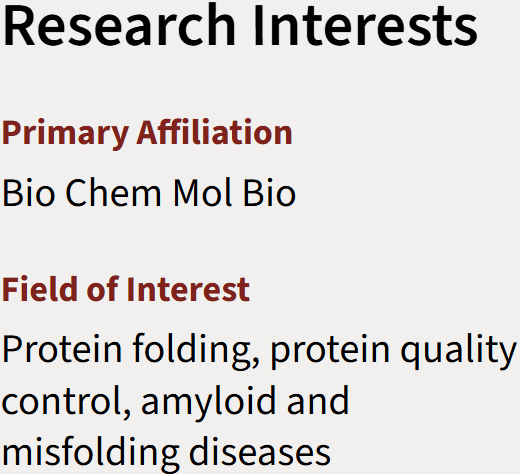 Research Interests
Primary Affiliation
Bio Chem Mol Bio
Field of Interest
Protein folding, protein quality
control, amyloid and
misfolding diseases